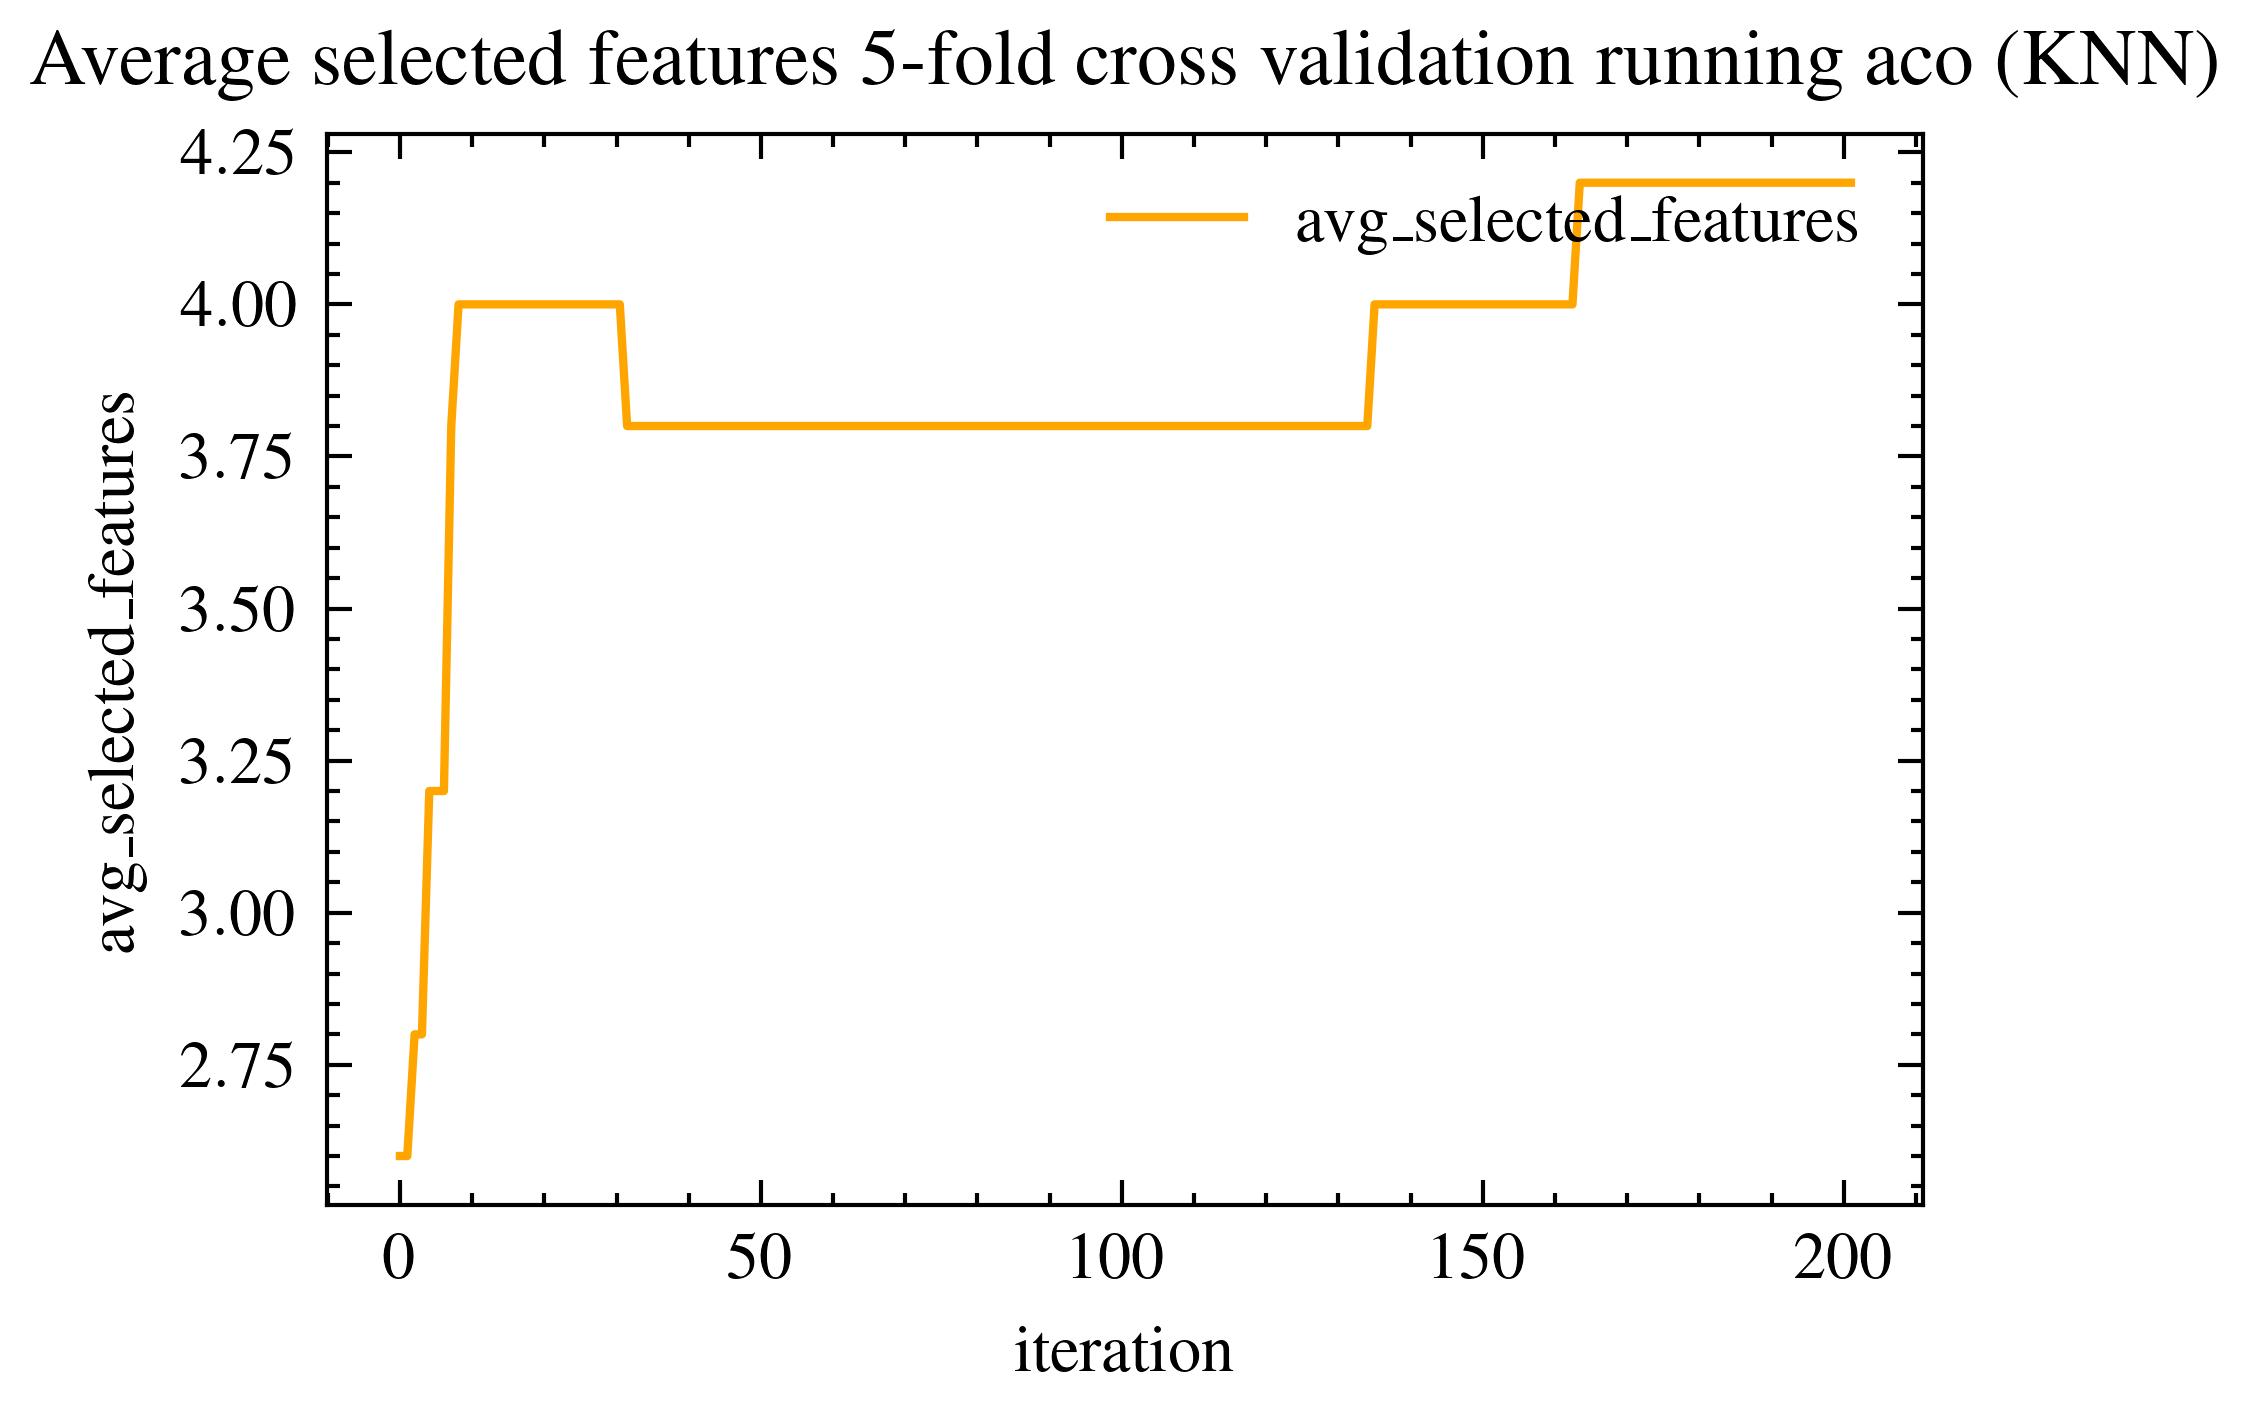 Average selected features 5-fold cross validation running aco (KNN)
4.25
avg_selected_features
4.00
3.75
3.50
3.25
3.00
2.75
avg_selected_features
0 50 100 150 200
iteration